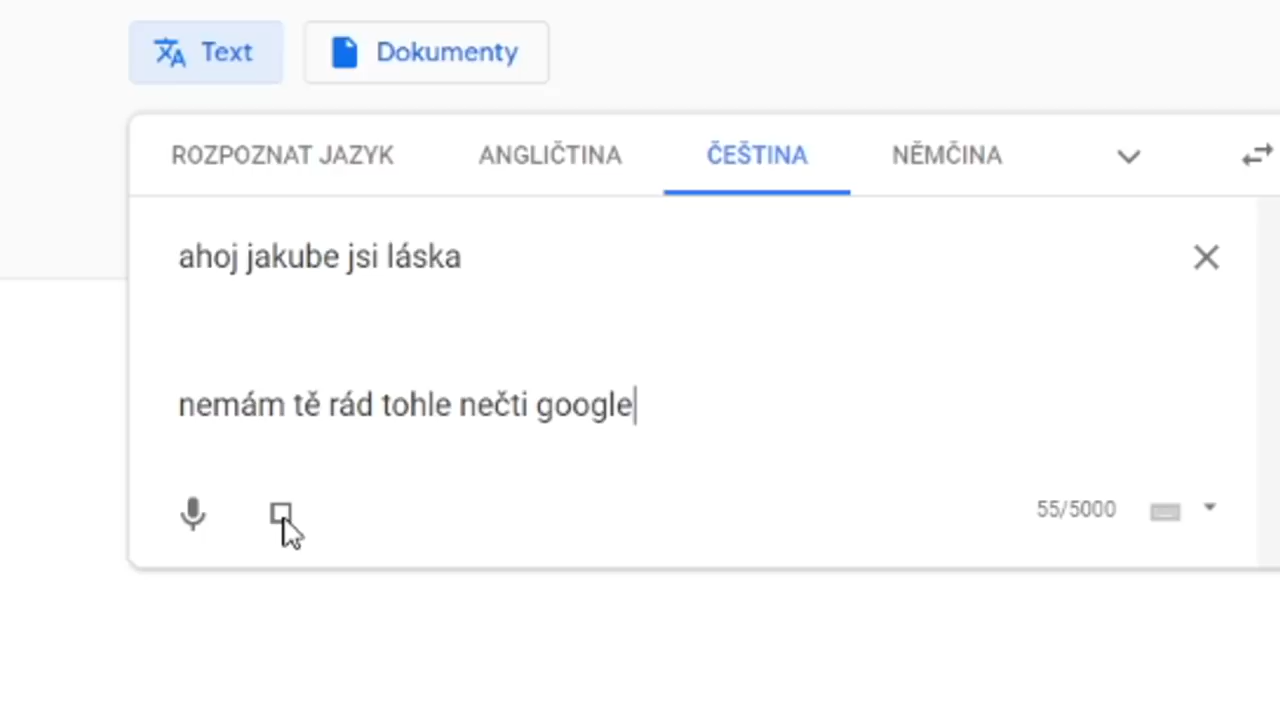 Text
Dokumenty
ROZPOZNAT JAZYK
ANGLIČTINA
ČEŠTINA
NĚMČINA
ahoj jakube jsi láska
nemám tě rád tohle nečti google
55/5000